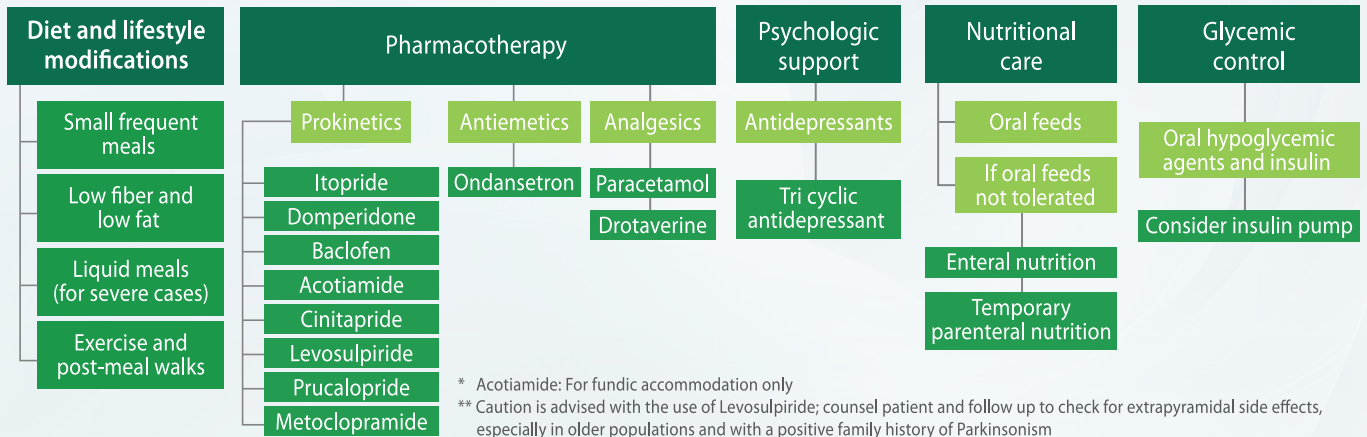 Diet and lifestyle
modifications
Small frequent
meals
Low fiber and
low fat
Liquid meals
(for severe cases)
Exercise and
post-meal walks
Pharmacotherapy
Prokinetics
Itopride
Domperidone
Baclofen
Acotiamide
Cinitapride
Levosulpiride
Prucalopride
Metoclopramide
Antiemetics
Ondansetron
Analgesics
Paracetamol
Drotaverine
Psychologic
support
Antidepressants
Tri cyclic
antidepressant
Nutritional
care
Oral feeds
If oral feeds
not tolerated
Enteral nutrition
Temporary
parenteral nutrition
Glycemic
control
Oral hypoglycemic
agents and insulin
Consider insulin pump
* Acotiamide: For fundic accommodation only
** Caution is advised with the use of Levosulpiride; counsel patient and follow up to check for extrapyramidal side effects,
especially in older populations and with a positive family history of Parkinsonism